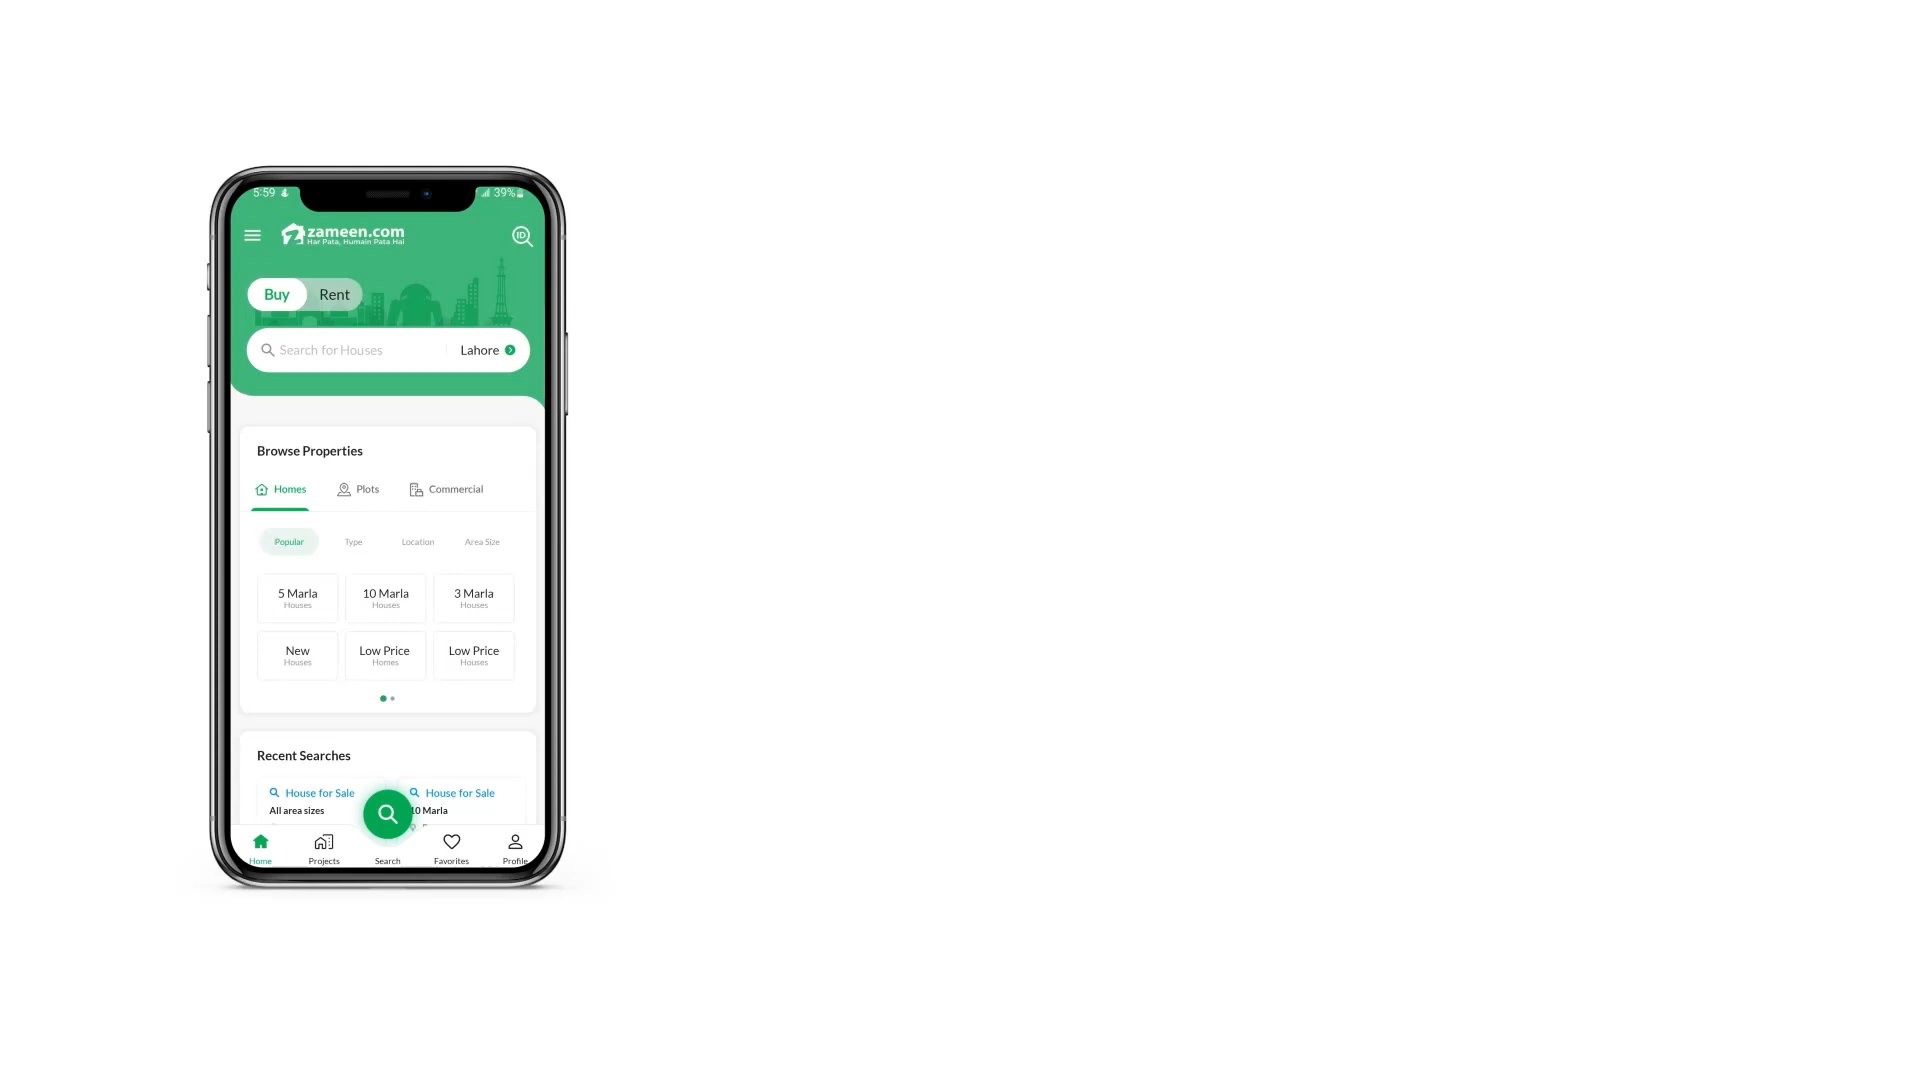 5:59
39%
zameen.com
Har Pata, Humain Pata Hai
ID
Buy Rent
Search for Houses Lahore
Browse Properties
Homes Plots Commercial
Popular Type Location Area Size
5 Marla 10 Marla 3 Marla
Houses Houses Houses
New Low Price Low Price
Houses Homes Houses
Recent Searches
House for Sale House for Sale
All area sizes 10 Marla
Home Projects Search Favorites Profile